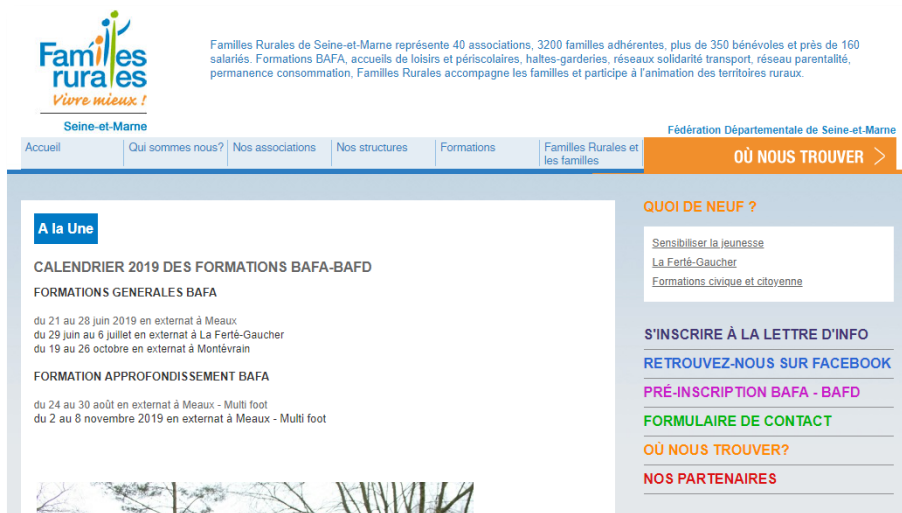 Familles
rurales
Vivre mieux !
Seine-et-Marne
Familles Rurales de Seine-et-Marne représente 40 associations, 3200 familles adhérentes, plus de 350 bénévoles et près de 160
salariés. Formations BAFA, accueils de loisirs et périscolaires, haltes-garderies, réseaux solidarité transport, réseau parentalité,
permanence consommation, Familles Rurales accompagne les familles et participe à l'animation des territoires ruraux.
Fédération Départementale de Seine-et-Marne
Accueil
Qui sommes nous?
Nos associations
Nos structures
Formations
Familles Rurales et
les familles
OÙ NOUS TROUVER
A la Une
CALENDRIER 2019 DES FORMATIONS BAFA-BAFD
FORMATIONS GENERALES BAFA
du 21 au 28 juin 2019 en externat à Meaux
du 29 juin au 6 juillet en externat à La Ferté-Gaucher
du 19 au 26 octobre en externat à Montévrain
FORMATION APPROFONDISSEMENT BAFA
du 24 au 30 août en externat à Meaux - Multi foot
du 2 au 8 novembre 2019 en externat à Meaux - Multi foot
QUOI DE NEUF ?
Sensibiliser la jeunesse
La Ferté-Gaucher
Formations civique et citoyenne
S'INSCRIRE À LA LETTRE D'INFO
RETROUVEZ-NOUS SUR FACEBOOK
PRÉ-INSCRIPTION BAFA - BAFD
FORMULAIRE DE CONTACT
OÙ NOUS TROUVER?
NOS PARTENAIRES